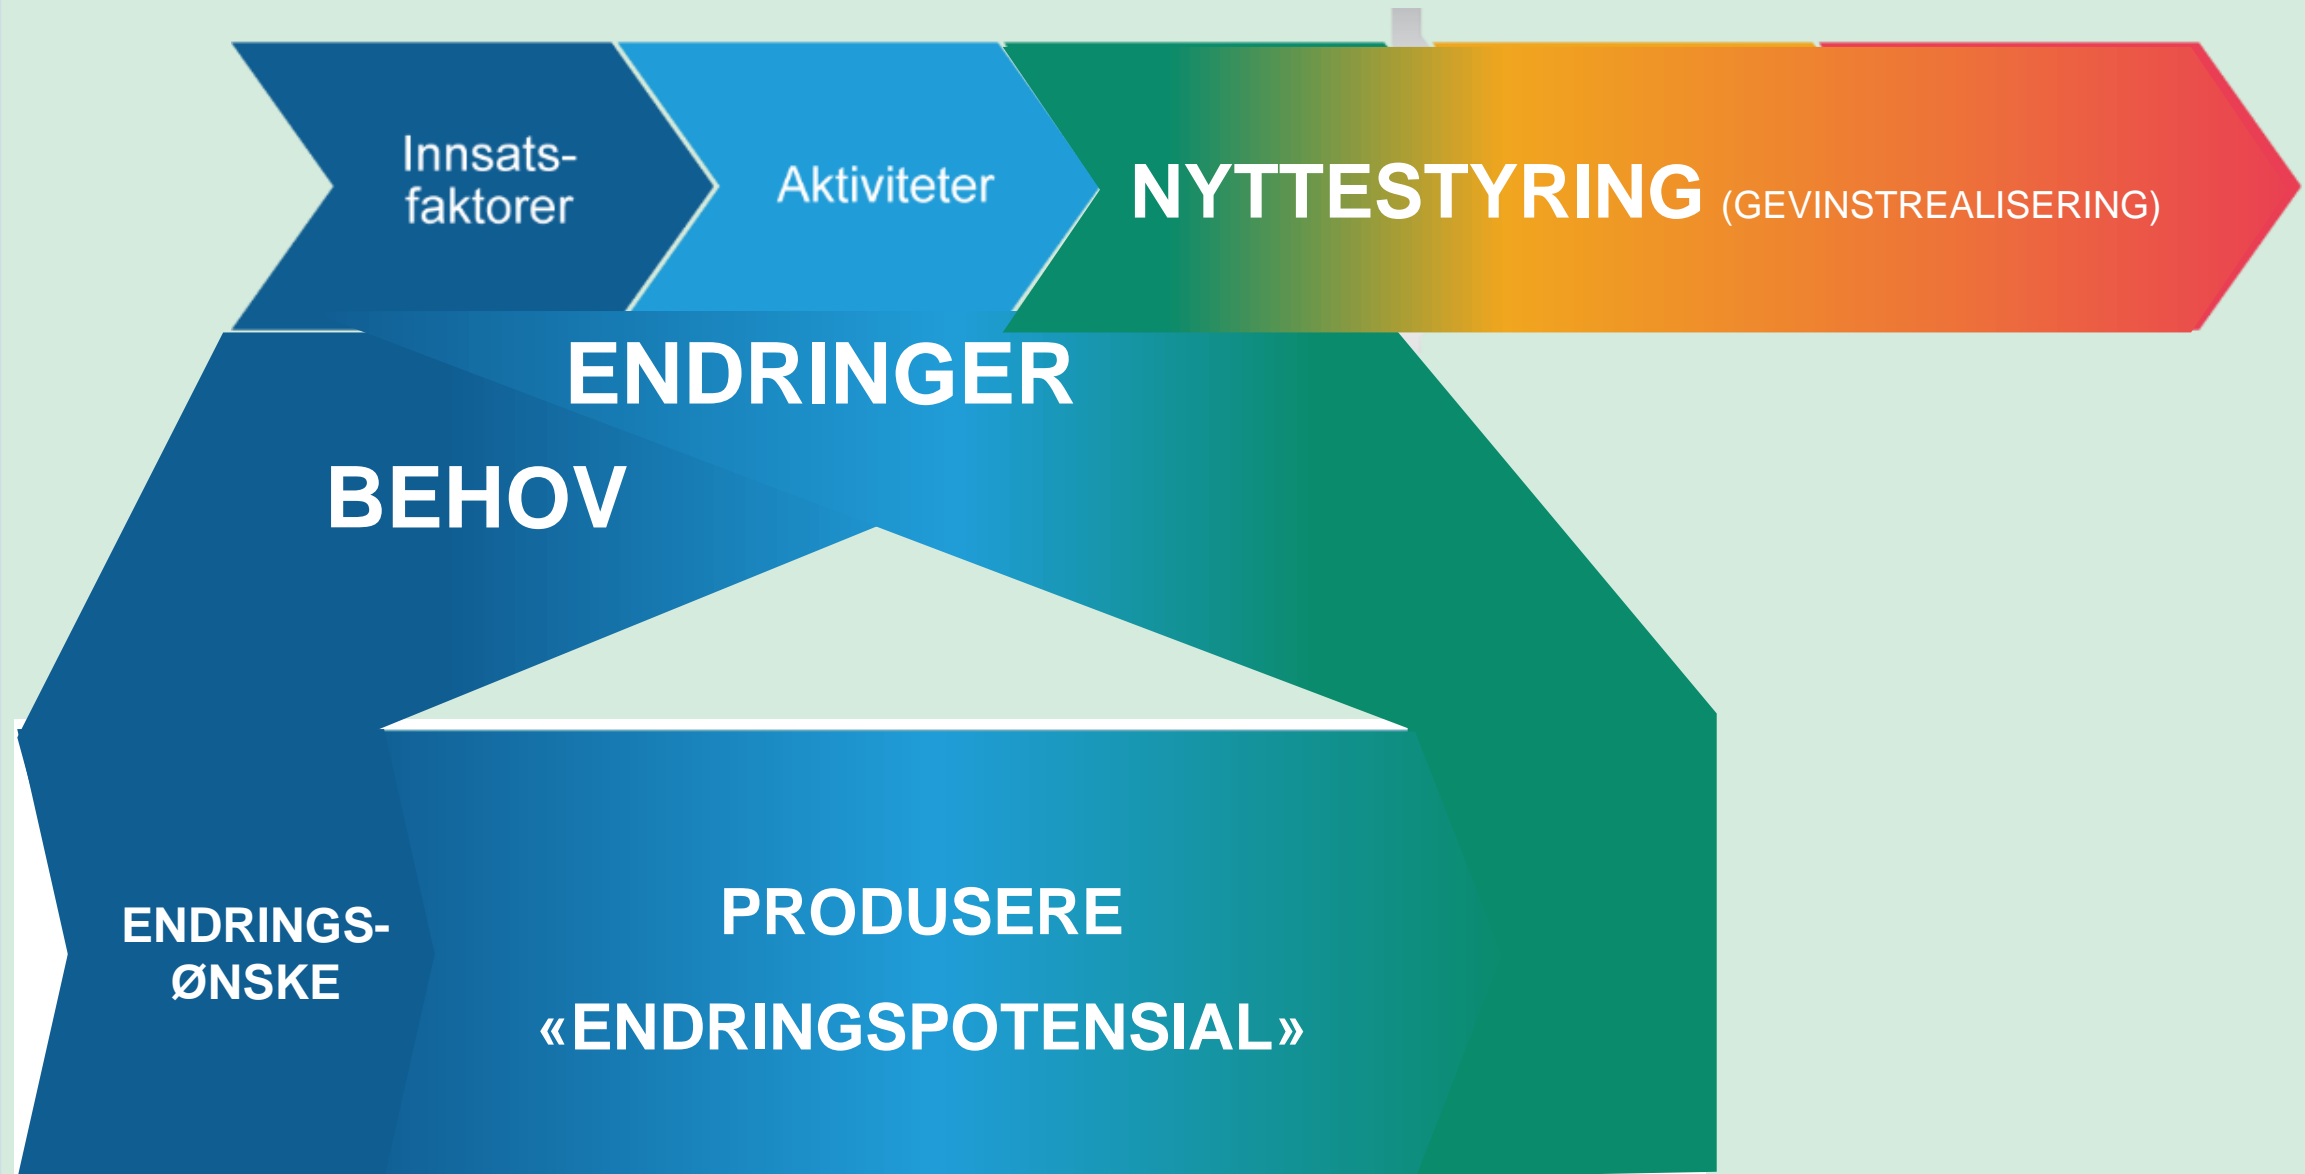 Innsats-
faktorer
Aktiviteter
NYTTESTYRING (GEVINSTREALISERING)
ENDRINGER
BEHOV
ENDRINGS-
ØNSKE
PRODUSERE
«ENDRINGSPOTENSIAL»